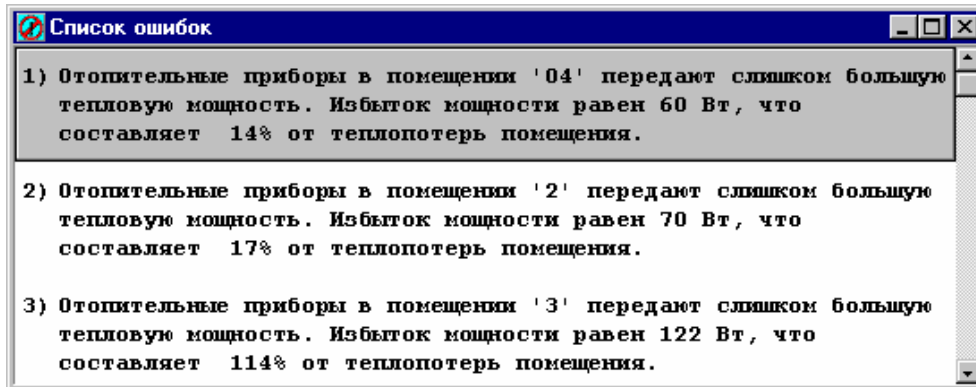 Список ошибок
1) Отопительные приборы в помещении '04' передают слишком большую
тепловую мощность. Избыток мощности равен 60 Вт, что
составляет 14% от теплопотерь помещения.
2) Отопительные приборы в помещении '2' передают слишком большую
тепловую мощность. Избыток мощности равен 70 Вт, что
составляет 17% от теплопотерь помещения.
3) Отопительные приборы в помещении '3' передают слишком большую
тепловую мощность. Избыток мощности равен 122 Вт, что
составляет 114% от теплопотерь помещения.